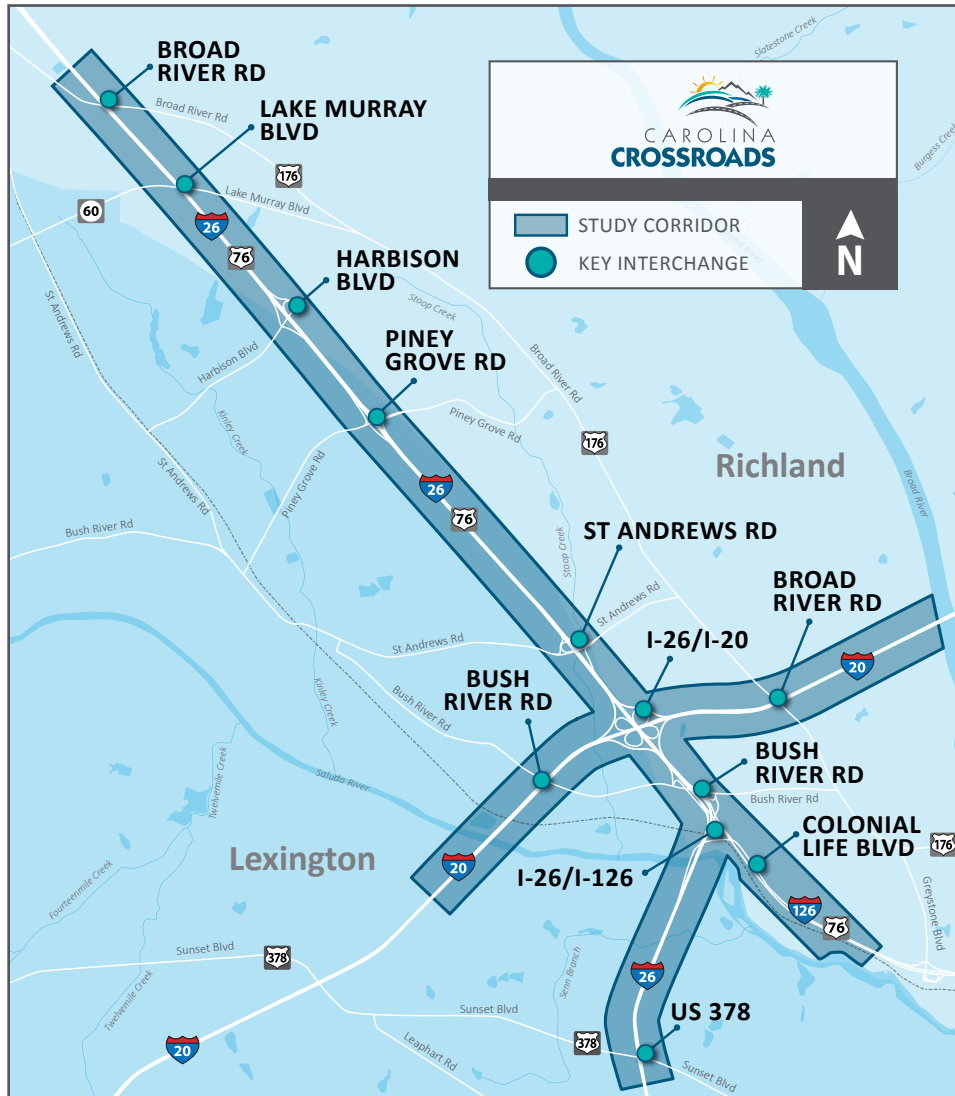 BROAD
RIVER RD
Slatestone Creek
LAKE MURRAY
BLVD
Broad River Rd
CAROLINA
CROSSROADS
Burgess Creek
176
60
Lake Murray Blvd
26
76
STUDY CORRIDOR
KEY INTERCHANGE
N
HARBISON
BLVD
Stoop Creek
St Andrews Rd
Harbison Blvd
PINEY
GROVE RD
Broad River Rd
Kinley Creek
Piney Grove Rd
176
Richland
St Andrews Rd
Piney Grove Rd
26
76
Broad River
Bush River Rd
ST ANDREWS RD
Stoop Creek
BROAD
RIVER RD
St Andrews Rd
I-26/I-20
St Andrews Rd
20
BUSH
RIVER RD
Kinley Creek
Bush River Rd
BUSH
RIVER RD
Twelvemile Creek
Saluda River
Bush River Rd
COLONIAL
LIFE BLVD
176
Lexington
20
I-26/I-126
Fourteenmile Creek
126
76
Greystone Blvd
Sunset Blvd
378
Senn Branch
26
Twelvemile Creek
Sunset Blvd
US 378
20
Leaphart Rd
378
Sunset Blvd